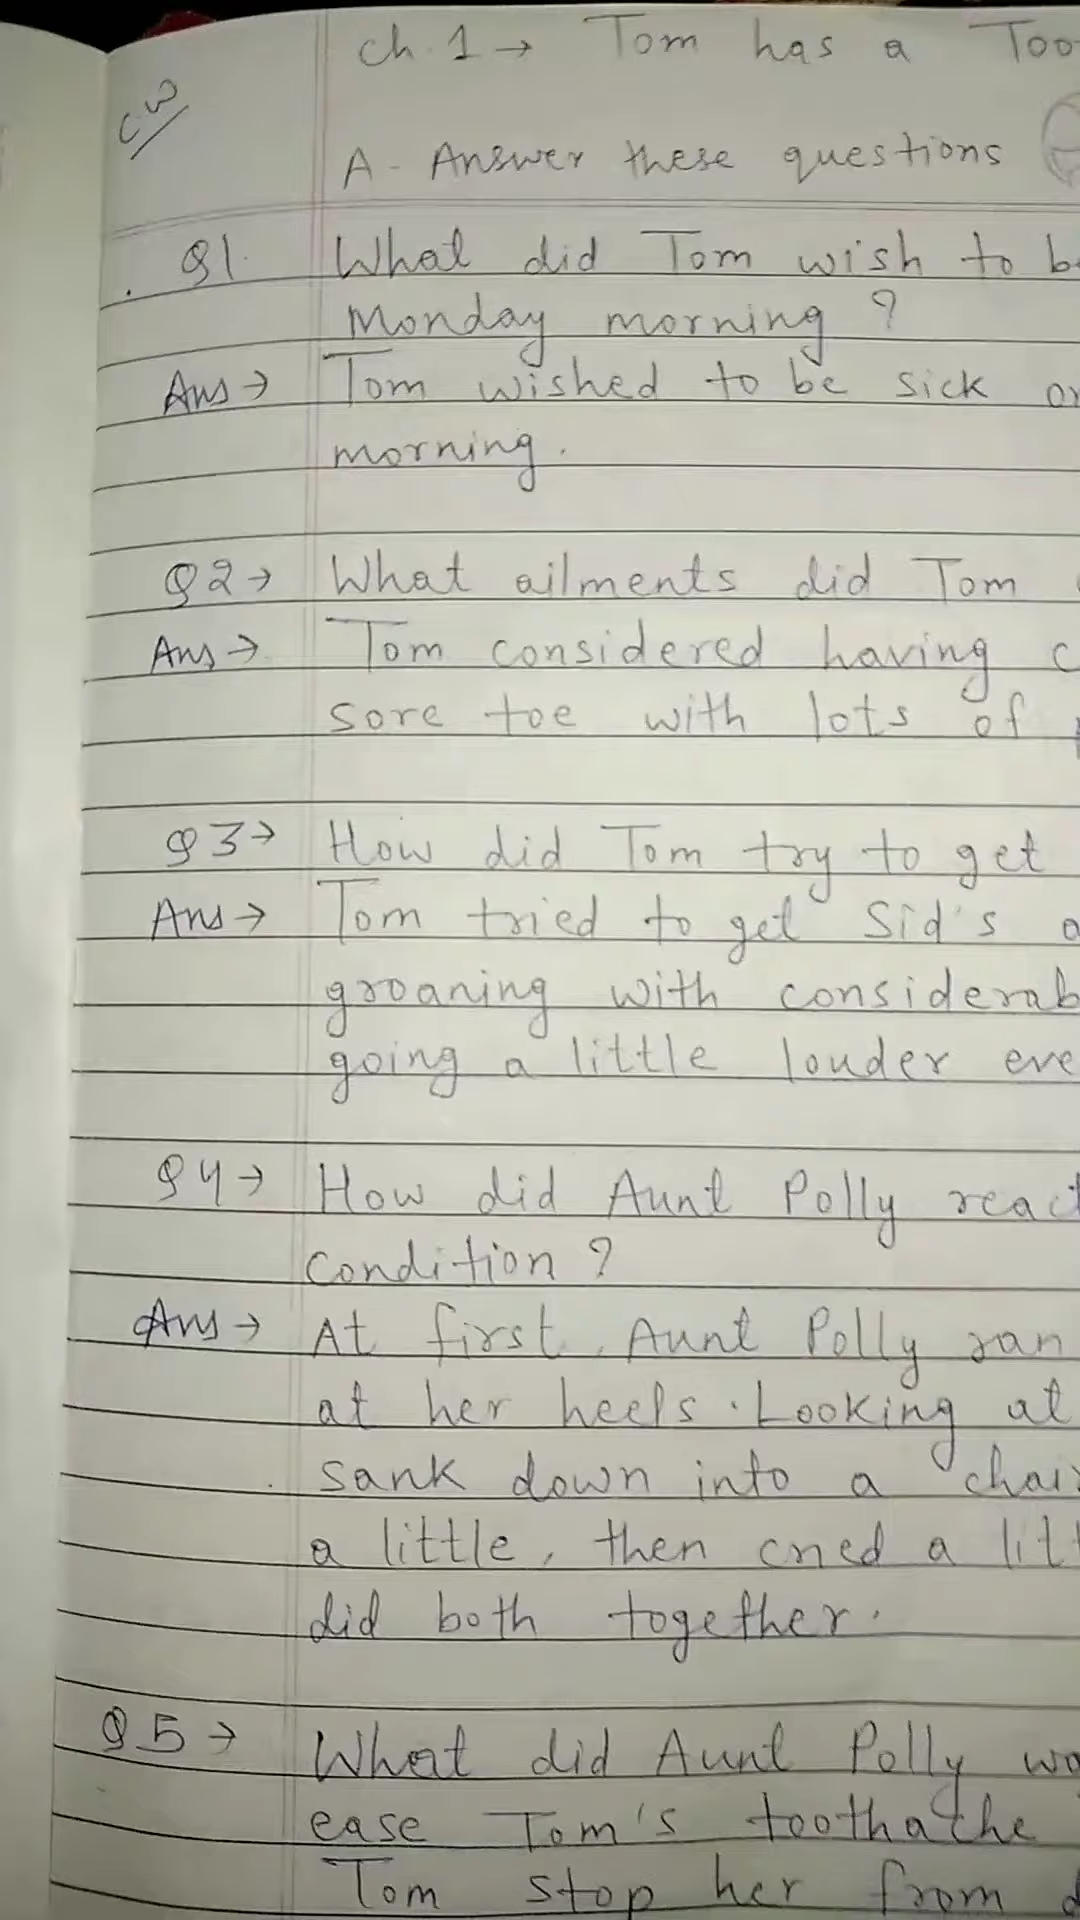 Ch. 1 → Tom has a Too
C.W
A - Answer these questions
Q1. What did Tom wish to b
Monday morning ?
Ans → Tom wished to be sick on
morning.
Q2 → What ailments did Tom
Ans → Tom considered having
sore toe with lots of
Q3 → How did Tom try to get
Ans → Tom tried to get Sid's a
groaning with considerab
going a little louder eve
Q4 → How did Aunt Polly react
condition ?
Ans → At first, Aunt Polly ran
at her heels. Looking at
sank down into a chair
a little, then cried a litt
did both together.
Q5 → What did Aunt Polly wa
ease Tom's toothache
Tom stop her from d